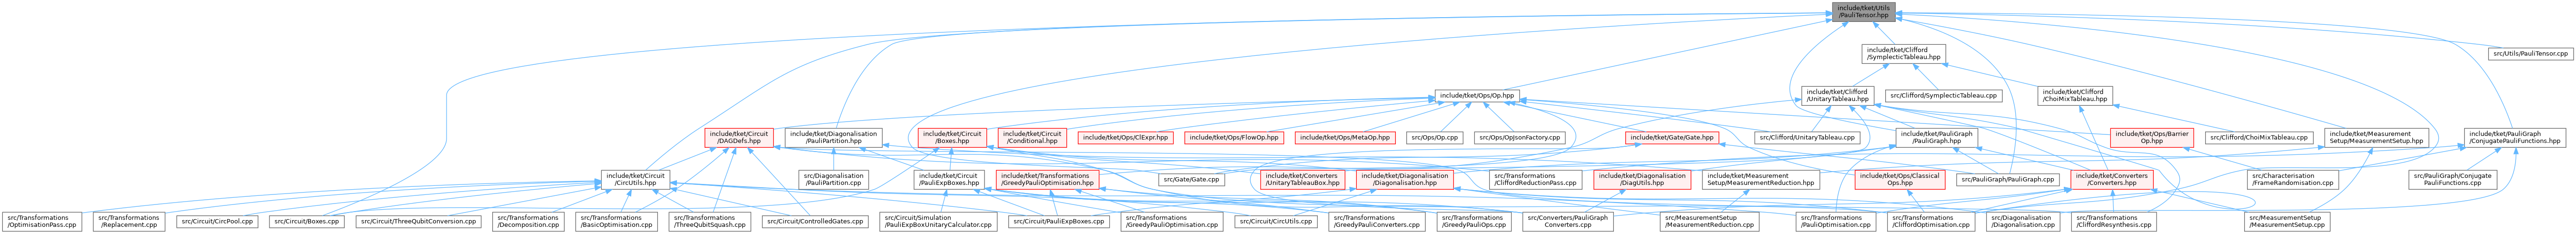 include/tket/Utils
/PauliTensor.hpp
include/tket/Clifford
/SymplecticTableau.hpp
src/Utils/PauliTensor.cpp
include/tket/Ops/Op.hpp
include/tket/Clifford
/UnitaryTableau.hpp
src/Clifford/SymplecticTableau.cpp
include/tket/Clifford
/ChoiMixTableau.hpp
include/tket/Circuit
/DAGDefs.hpp
include/tket/Diagonalisation
/PauliPartition.hpp
include/tket/Circuit
/Boxes.hpp
include/tket/Circuit
/Conditional.hpp
include/tket/Ops/ClExpr.hpp
include/tket/Ops/FlowOp.hpp
include/tket/Ops/MetaOp.hpp
src/Ops/Op.cpp
src/Ops/OpJsonFactory.cpp
include/tket/Gate/Gate.hpp
src/Clifford/UnitaryTableau.cpp
include/tket/PauliGraph
/PauliGraph.hpp
include/tket/Ops/Barrier
Op.hpp
src/Clifford/ChoiMixTableau.cpp
include/tket/Measurement
Setup/MeasurementSetup.hpp
include/tket/PauliGraph
/ConjugatePauliFunctions.hpp
include/tket/Circuit
/CircUtils.hpp
src/Diagonalisation
/PauliPartition.cpp
include/tket/Circuit
/PauliExpBoxes.hpp
include/tket/Transformations
/GreedyPauliOptimisation.hpp
src/Gate/Gate.cpp
include/tket/Converters
/UnitaryTableauBox.hpp
include/tket/Diagonalisation
/Diagonalisation.hpp
src/Transformations
/CliffordReductionPass.cpp
include/tket/Diagonalisation
/DiagUtils.hpp
include/tket/Measurement
Setup/MeasurementReduction.hpp
include/tket/Ops/Classical
Ops.hpp
src/PauliGraph/PauliGraph.cpp
include/tket/Converters
/Converters.hpp
src/Characterisation
/FrameRandomisation.cpp
src/PauliGraph/Conjugate
PauliFunctions.cpp
src/Transformations
/OptimisationPass.cpp
src/Transformations
/Replacement.cpp
src/Circuit/CircPool.cpp
src/Circuit/Boxes.cpp
src/Circuit/ThreeQubitConversion.cpp
src/Transformations
/Decomposition.cpp
src/Transformations
/BasicOptimisation.cpp
src/Transformations
/ThreeQubitSquash.cpp
src/Circuit/ControlledGates.cpp
src/Circuit/Simulation
/PauliExpBoxUnitaryCalculator.cpp
src/Circuit/PauliExpBoxes.cpp
src/Transformations
/GreedyPauliOptimisation.cpp
src/Circuit/CircUtils.cpp
src/Transformations
/GreedyPauliConverters.cpp
src/Transformations
/GreedyPauliOps.cpp
src/Converters/PauliGraph
Converters.cpp
src/MeasurementSetup
/MeasurementReduction.cpp
src/Transformations
/PauliOptimisation.cpp
src/Transformations
/CliffordOptimisation.cpp
src/Diagonalisation
/Diagonalisation.cpp
src/Transformations
/CliffordResynthesis.cpp
src/MeasurementSetup
/MeasurementSetup.cpp